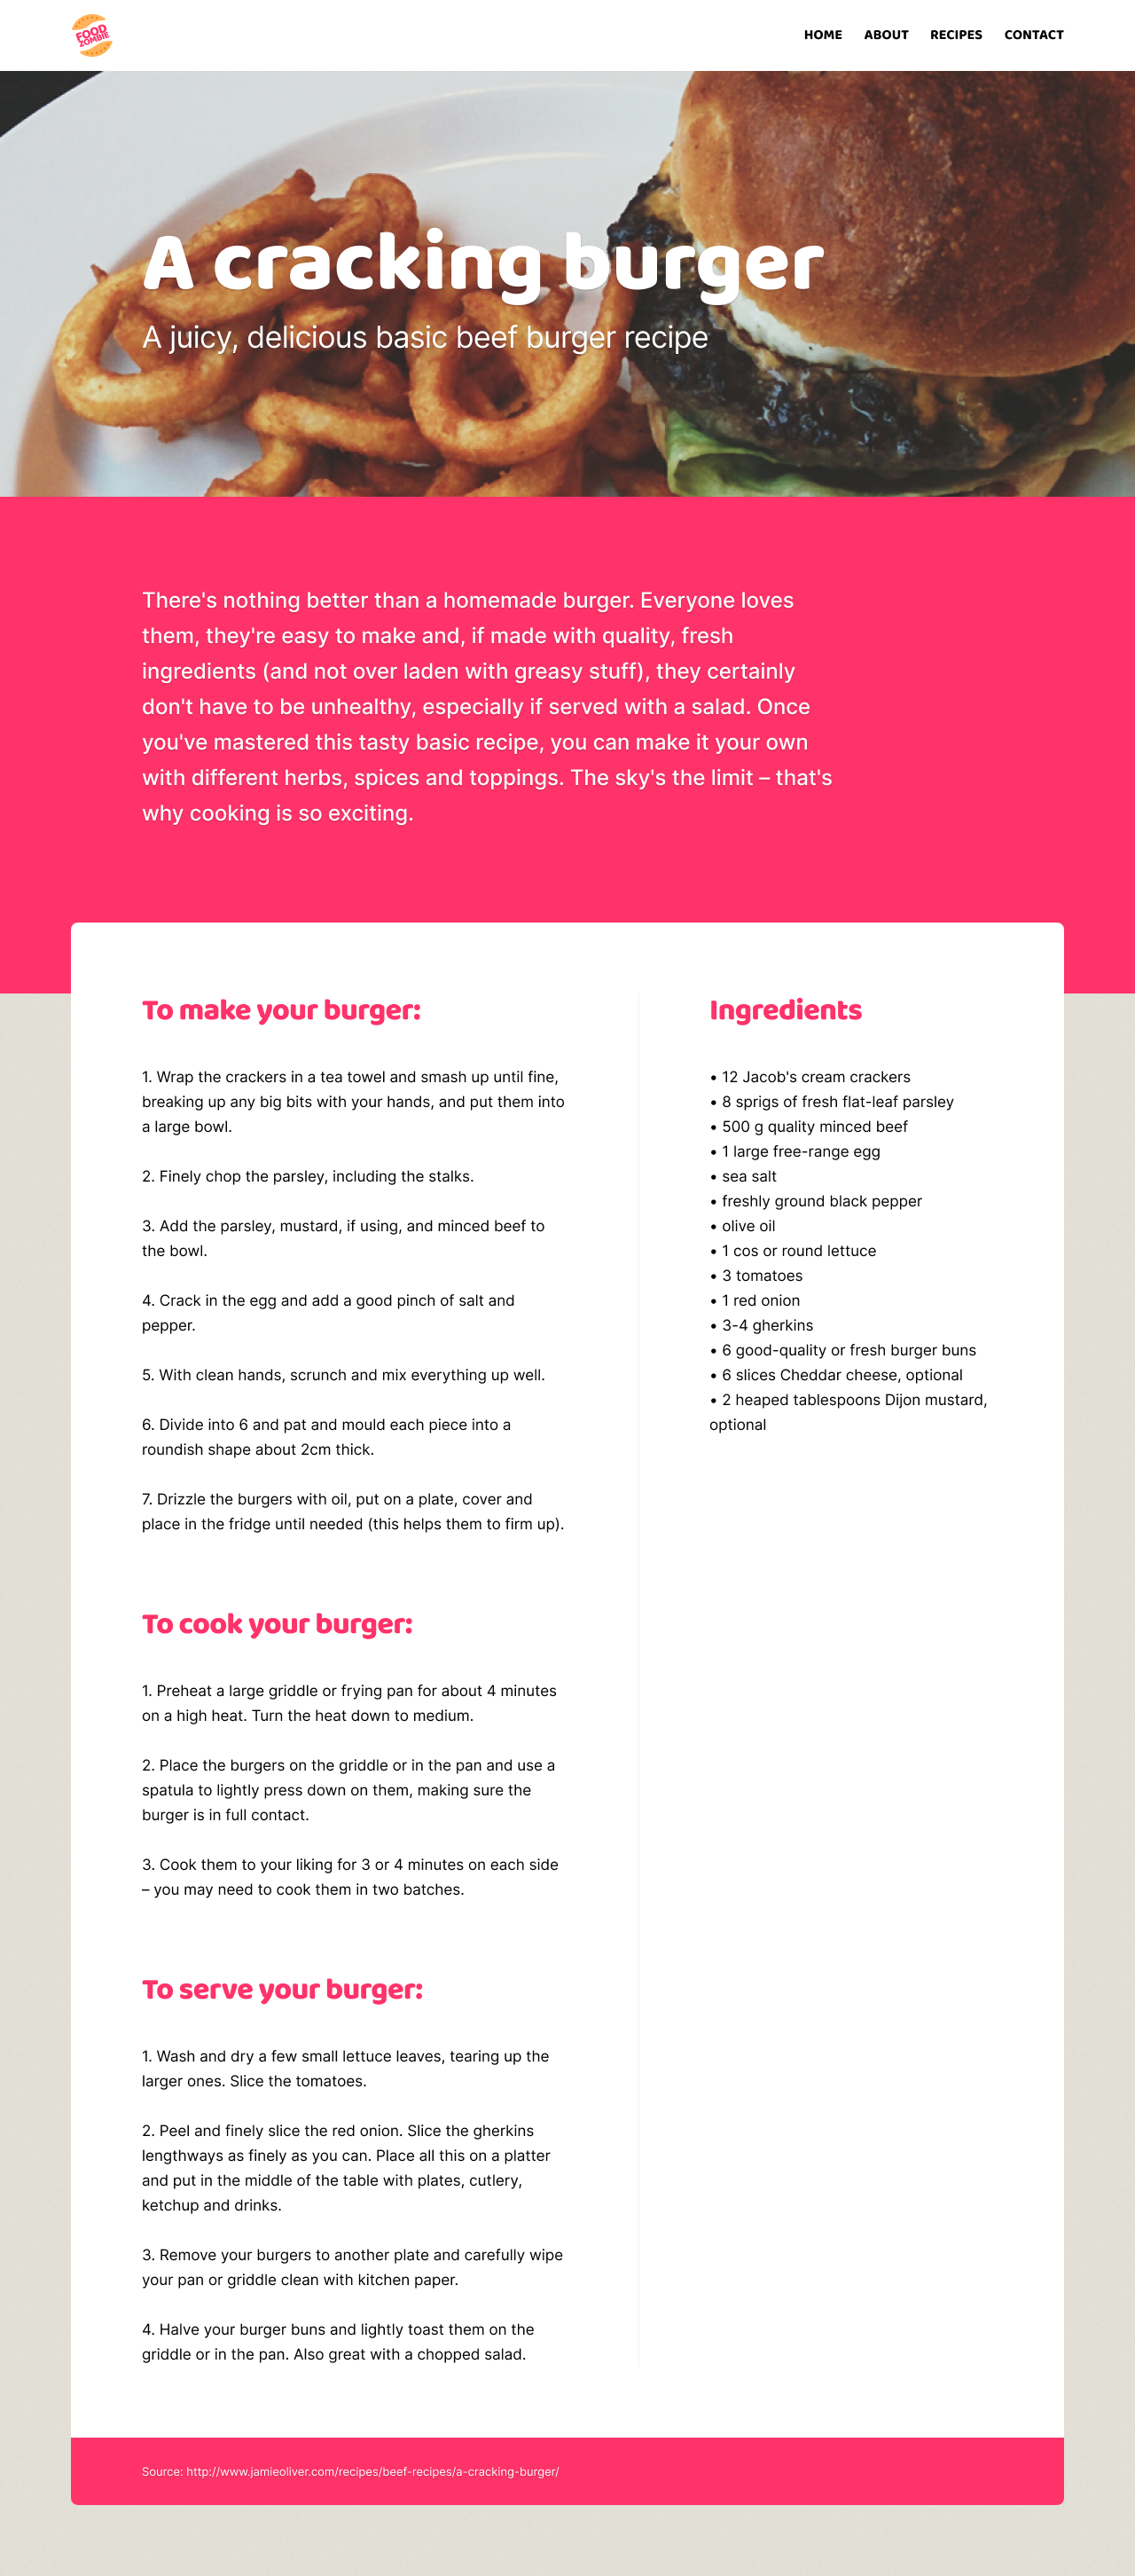 FOOD
ZOMBIE
HOME ABOUT RECIPES CONTACT
A cracking burger
A juicy, delicious basic beef burger recipe
There's nothing better than a homemade burger. Everyone loves
them, they're easy to make and, if made with quality, fresh
ingredients (and not over laden with greasy stuff), they certainly
don't have to be unhealthy, especially if served with a salad. Once
you've mastered this tasty basic recipe, you can make it your own
with different herbs, spices and toppings. The sky's the limit – that's
why cooking is so exciting.
To make your burger:
1. Wrap the crackers in a tea towel and smash up until fine,
breaking up any big bits with your hands, and put them into
a large bowl.
2. Finely chop the parsley, including the stalks.
3. Add the parsley, mustard, if using, and minced beef to
the bowl.
4. Crack in the egg and add a good pinch of salt and
pepper.
5. With clean hands, scrunch and mix everything up well.
6. Divide into 6 and pat and mould each piece into a
roundish shape about 2cm thick.
7. Drizzle the burgers with oil, put on a plate, cover and
place in the fridge until needed (this helps them to firm up).
To cook your burger:
1. Preheat a large griddle or frying pan for about 4 minutes
on a high heat. Turn the heat down to medium.
2. Place the burgers on the griddle or in the pan and use a
spatula to lightly press down on them, making sure the
burger is in full contact.
3. Cook them to your liking for 3 or 4 minutes on each side
– you may need to cook them in two batches.
To serve your burger:
1. Wash and dry a few small lettuce leaves, tearing up the
larger ones. Slice the tomatoes.
2. Peel and finely slice the red onion. Slice the gherkins
lengthways as finely as you can. Place all this on a platter
and put in the middle of the table with plates, cutlery,
ketchup and drinks.
3. Remove your burgers to another plate and carefully wipe
your pan or griddle clean with kitchen paper.
4. Halve your burger buns and lightly toast them on the
griddle or in the pan. Also great with a chopped salad.
Ingredients
• 12 Jacob's cream crackers
• 8 sprigs of fresh flat-leaf parsley
• 500 g quality minced beef
• 1 large free-range egg
• sea salt
• freshly ground black pepper
• olive oil
• 1 cos or round lettuce
• 3 tomatoes
• 1 red onion
• 3-4 gherkins
• 6 good-quality or fresh burger buns
• 6 slices Cheddar cheese, optional
• 2 heaped tablespoons Dijon mustard,
optional
Source: http://www.jamieoliver.com/recipes/beef-recipes/a-cracking-burger/